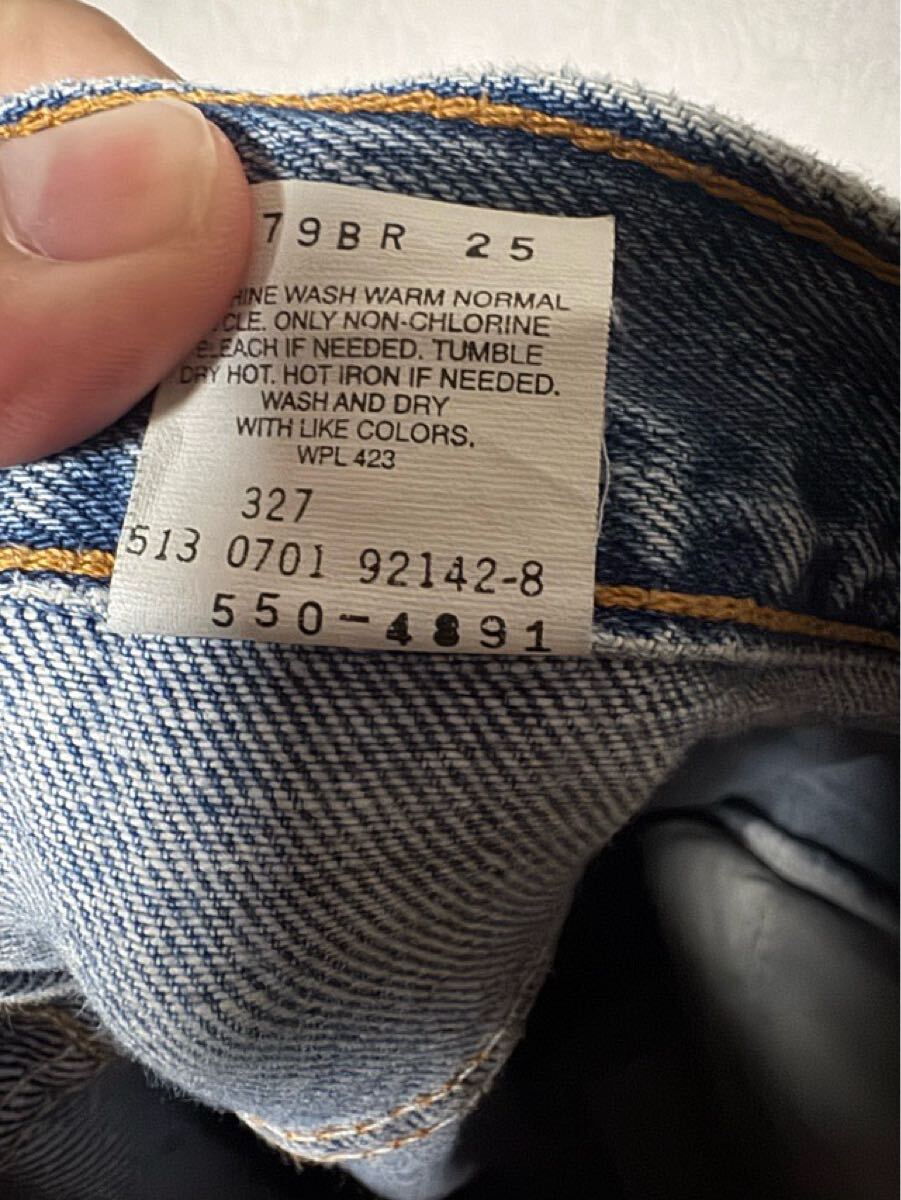 79BR 25
HINE WASH WARM NORMAL
CLE. ONLY NON-CHLORINE
BLEACH IF NEEDED. TUMBLE
DRY HOT. HOT IRON IF NEEDED.
WASH AND DRY
WITH LIKE COLORS.
WPL 423
327
513 0701 92142-8
550-4891